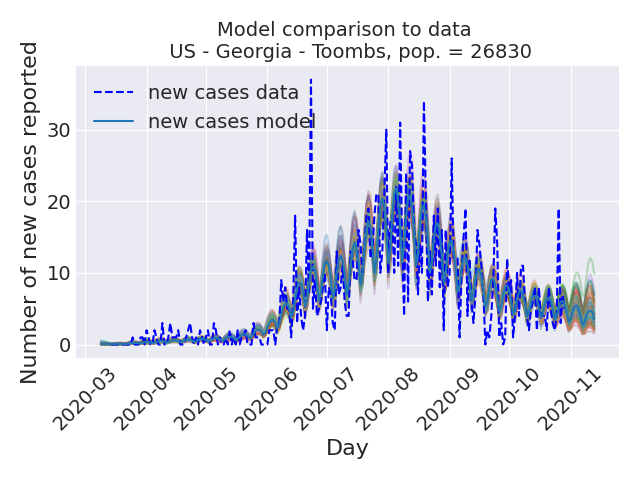 Model comparison to data
US - Georgia - Toombs, pop. = 26830
Number of new cases reported
new cases data
new cases model
30
20
10
0
2020-03
2020-04
2020-05
2020-06
2020-07
2020-08
2020-09
2020-10
2020-11
Day